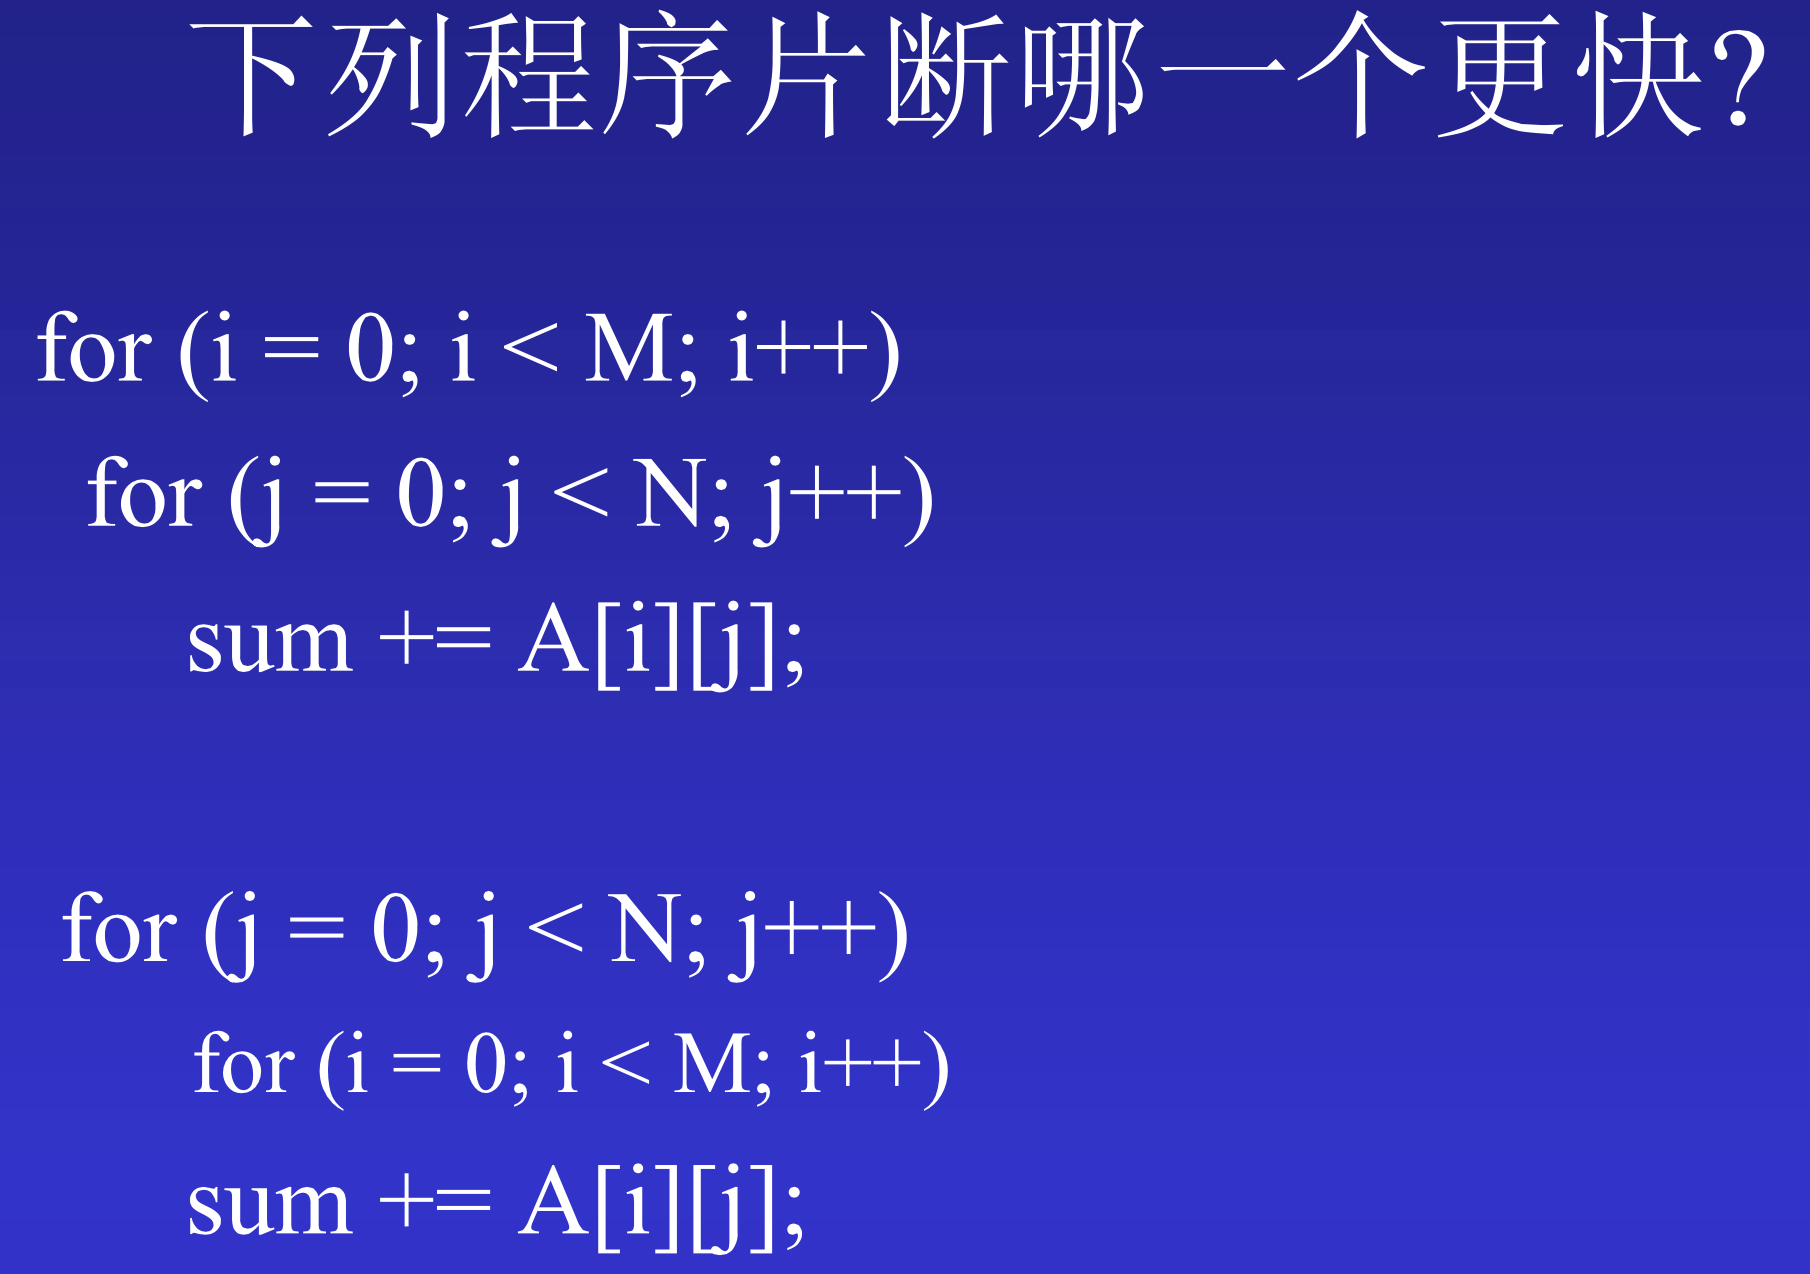 下列程序片断哪一个更快?
for (i = 0; i < M; i++)
for (j = 0; j < N; j++)
sum += A[i][j];
for (j = 0; j < N; j++)
for (i = 0; i < M; i++)
sum += A[i][j];